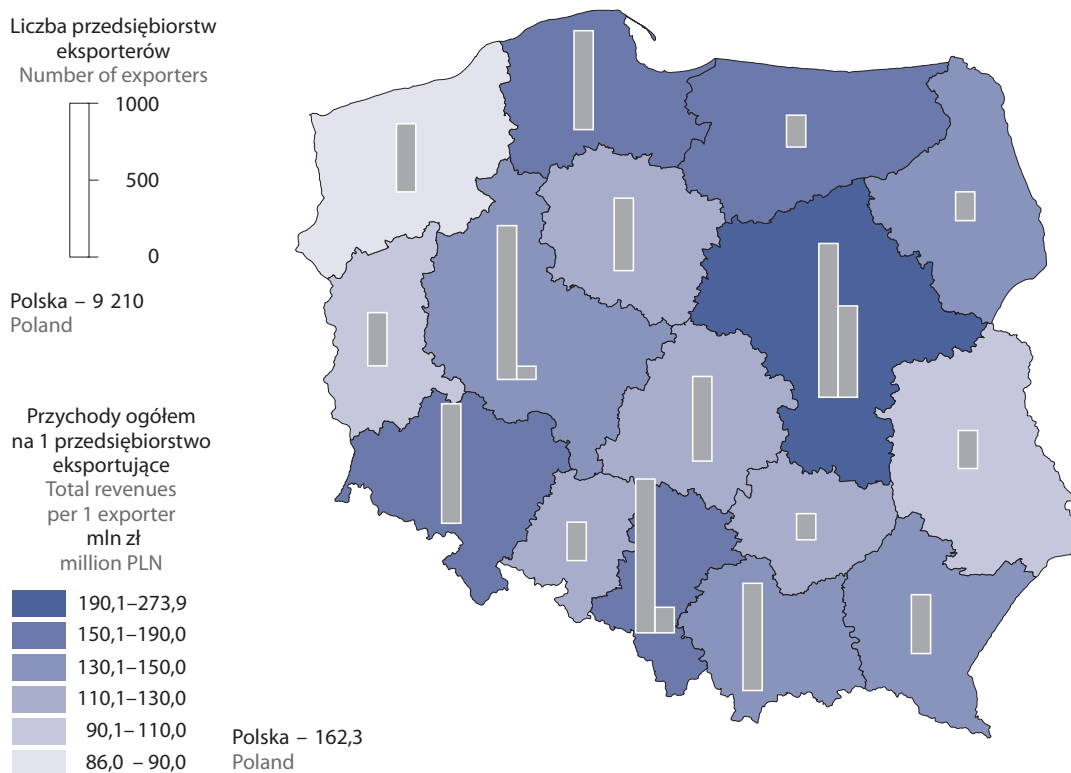 Liczba przedsiębiorstw
eksporterów
Number of exporters
1000
500
0
Polska – 9 210
Poland
Przychody ogółem
na 1 przedsiębiorstwo
eksportujące
Total revenues
per 1 exporter
mln zł
million PLN
190,1–273,9
150,1–190,0
130,1–150,0
110,1–130,0
90,1–110,0
86,0 – 90,0
Polska – 162,3
Poland